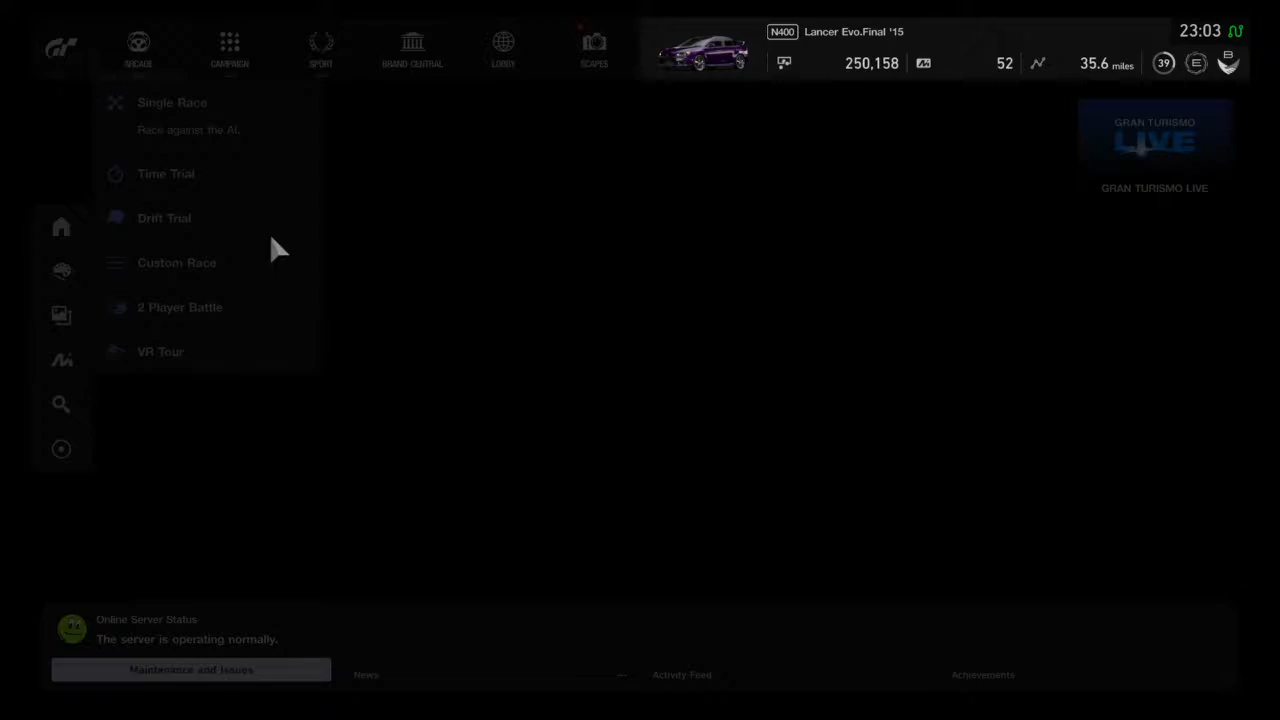 N400 Lancer Evo.Final '15
23:03
250,158
52
35.6 miles
39
E
B
ARCADE
CAMPAIGN
SPORT
BRAND CENTRAL
LOBBY
SCAPES
Single Race
Race against the AI.
Time Trial
Drift Trial
Custom Race
2 Player Battle
VR Tour
GRAN TURISMO
LIVE
GRAN TURISMO LIVE
Online Server Status
The server is operating normally.
Maintenance and Issues
News
Activity Feed
Achievements